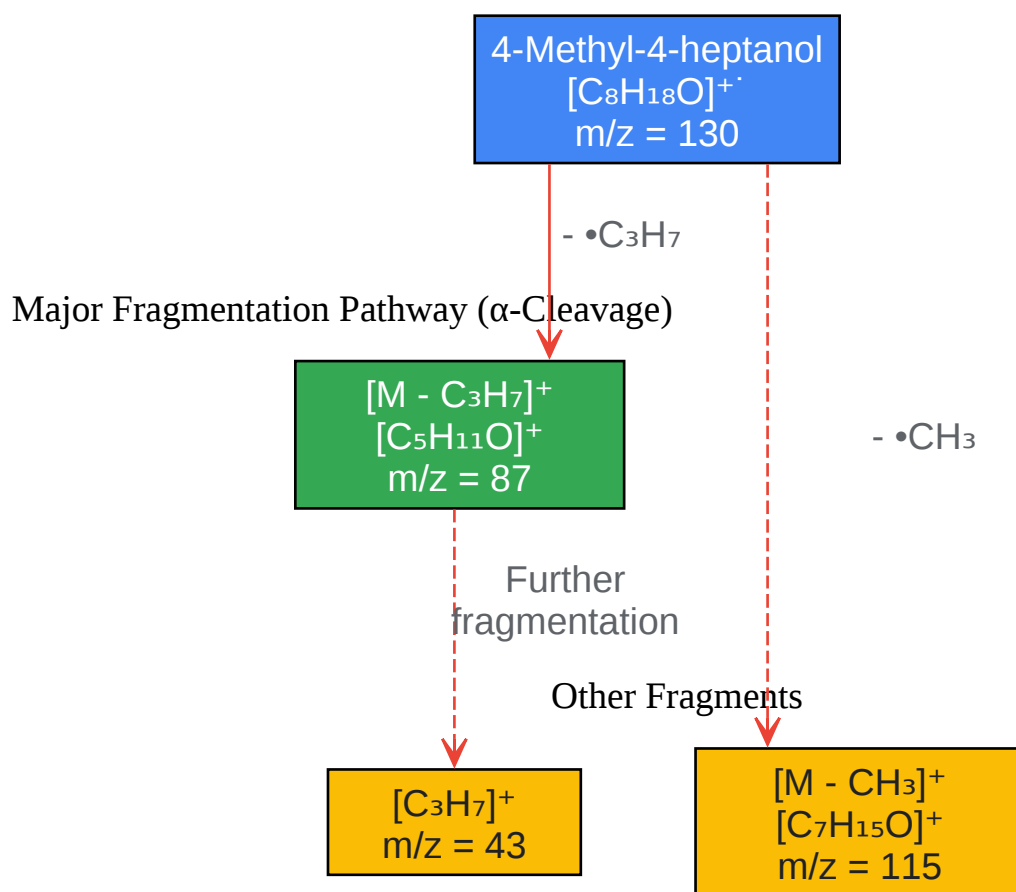 4-Methyl-4-heptanol
[C₈H₁₈O]⁺˙
m/z = 130
- •C₃H₇
Major Fragmentation Pathway (α-Cleavage)
[M - C₃H₇]⁺
[C₅H₁₁O]⁺
m/z = 87
- •CH₃
Further
fragmentation
Other Fragments
[C₃H₇]⁺
m/z = 43
[M - CH₃]⁺
[C₇H₁₅O]⁺
m/z = 115